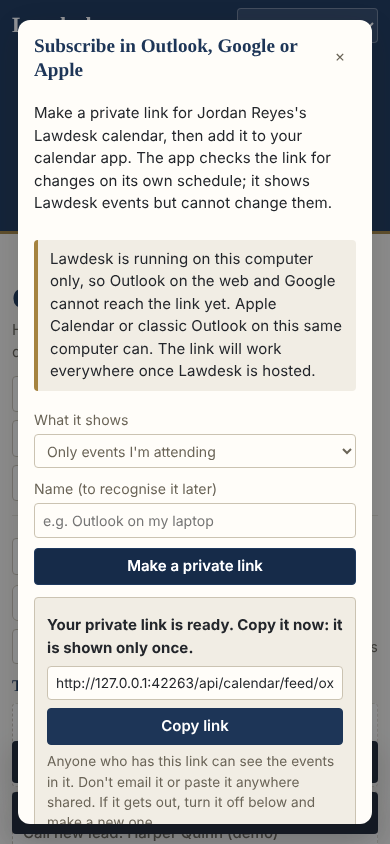 Subscribe in Outlook, Google or
Apple
×
Make a private link for Jordan Reyes's
Lawdesk calendar, then add it to your
calendar app. The app checks the link for
changes on its own schedule; it shows
Lawdesk events but cannot change them.
Lawdesk is running on this computer
only, so Outlook on the web and Google
cannot reach the link yet. Apple
Calendar or classic Outlook on this same
computer can. The link will work
everywhere once Lawdesk is hosted.
What it shows
Only events I'm attending
Name (to recognise it later)
e.g. Outlook on my laptop
Make a private link
Your private link is ready. Copy it now: it
is shown only once.
http://127.0.0.1:42263/api/calendar/feed/ox
Copy link
Anyone who has this link can see the events
in it. Don't email it or paste it anywhere
shared. If it gets out, turn it off below and
make a new one.
Call new lead: Harper Quinn (demo)